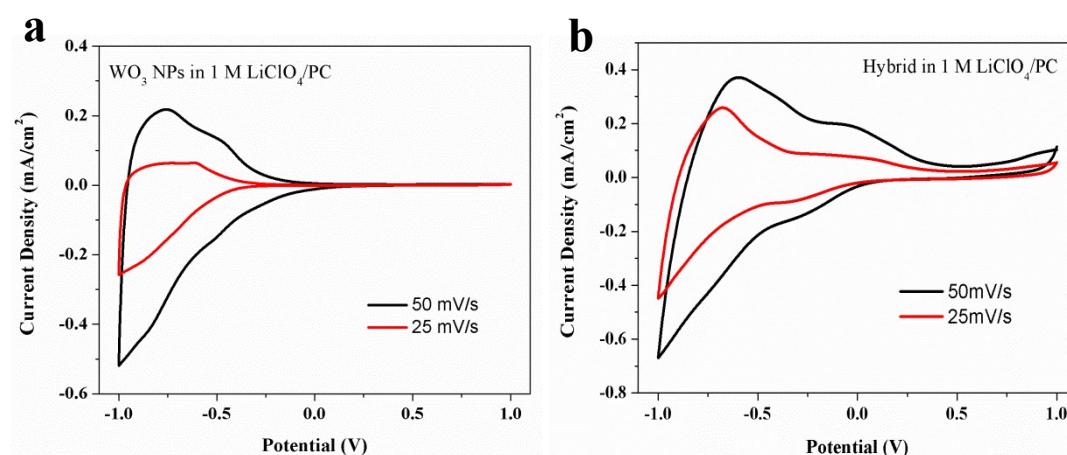 a
0.4
0.2
0.0
-0.2
-0.4
-0.6
Current Density (mA/cm²)
WO₃ NPs in 1 M LiClO₄/PC
50 mV/s
25 mV/s
-1.0 -0.5 0.0 0.5 1.0
Potential (V)
b
0.4
0.2
0.0
-0.2
-0.4
-0.6
-0.8
Current Density (mA/cm²)
Hybrid in 1 M LiClO₄/PC
50mV/s
25mV/s
-1.0 -0.5 0.0 0.5 1.0
Potential (V)